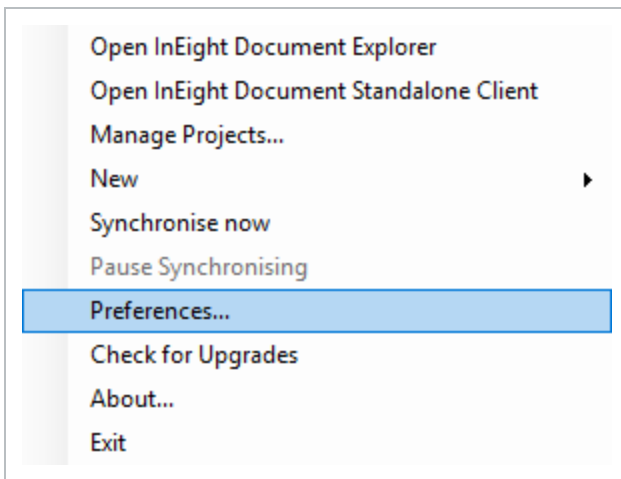 Open InEight Document Explorer
Open InEight Document Standalone Client
Manage Projects...
New
Synchronise now
Pause Synchronising
Preferences...
Check for Upgrades
About...
Exit